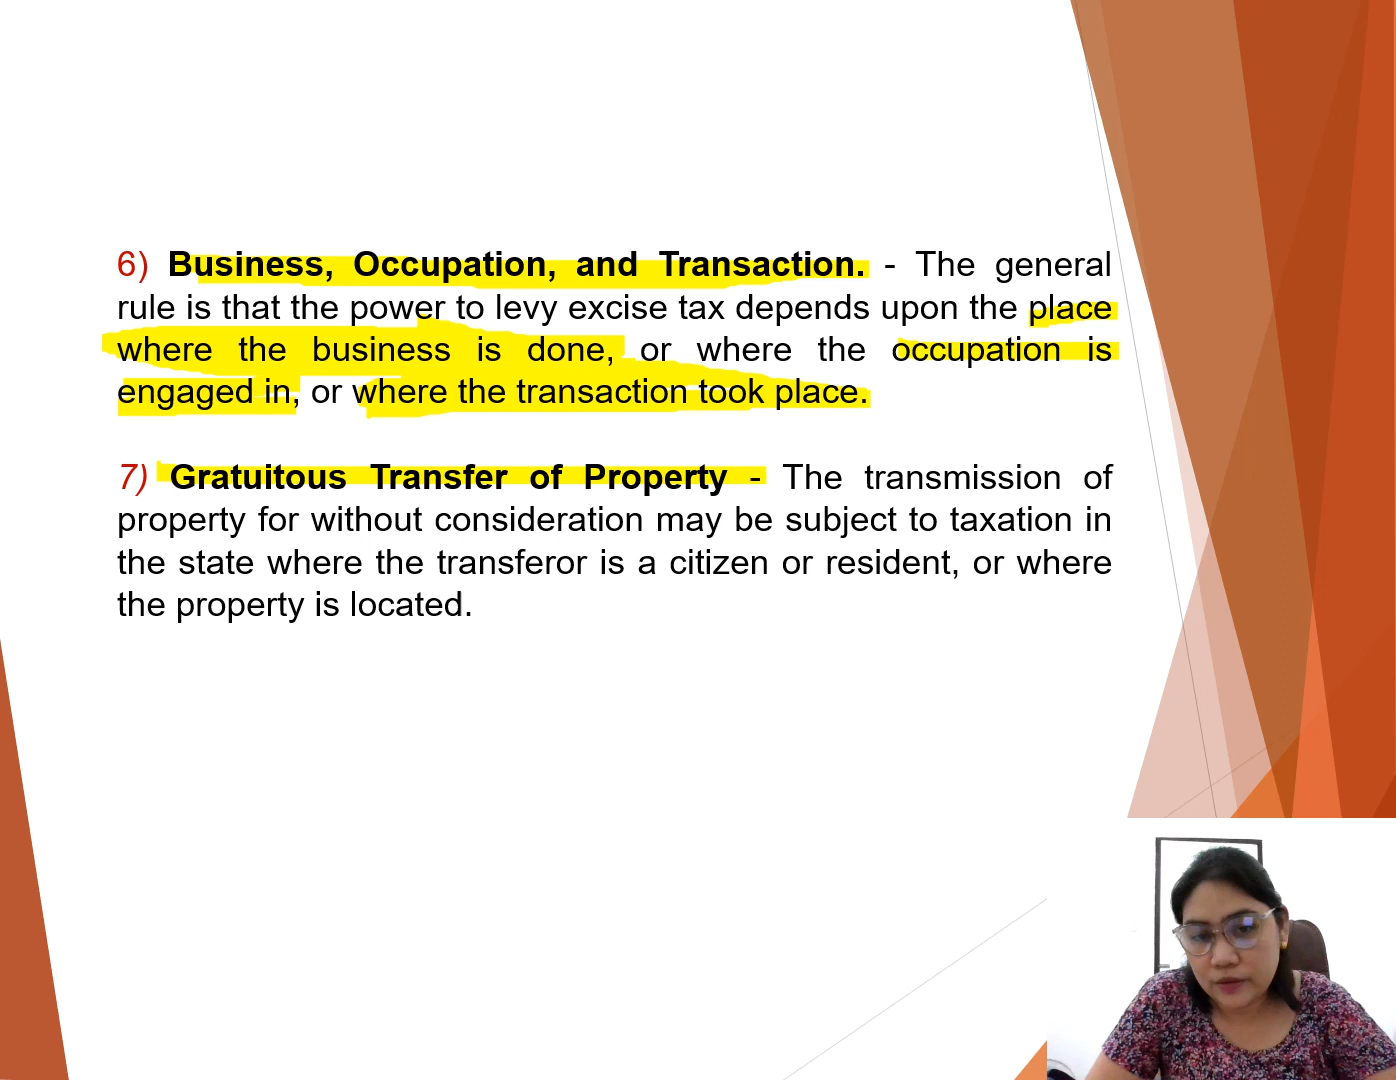 6) Business, Occupation, and Transaction. - The general
rule is that the power to levy excise tax depends upon the place
where the business is done, or where the occupation is
engaged in, or where the transaction took place.
7) Gratuitous Transfer of Property - The transmission of
property for without consideration may be subject to taxation in
the state where the transferor is a citizen or resident, or where
the property is located.